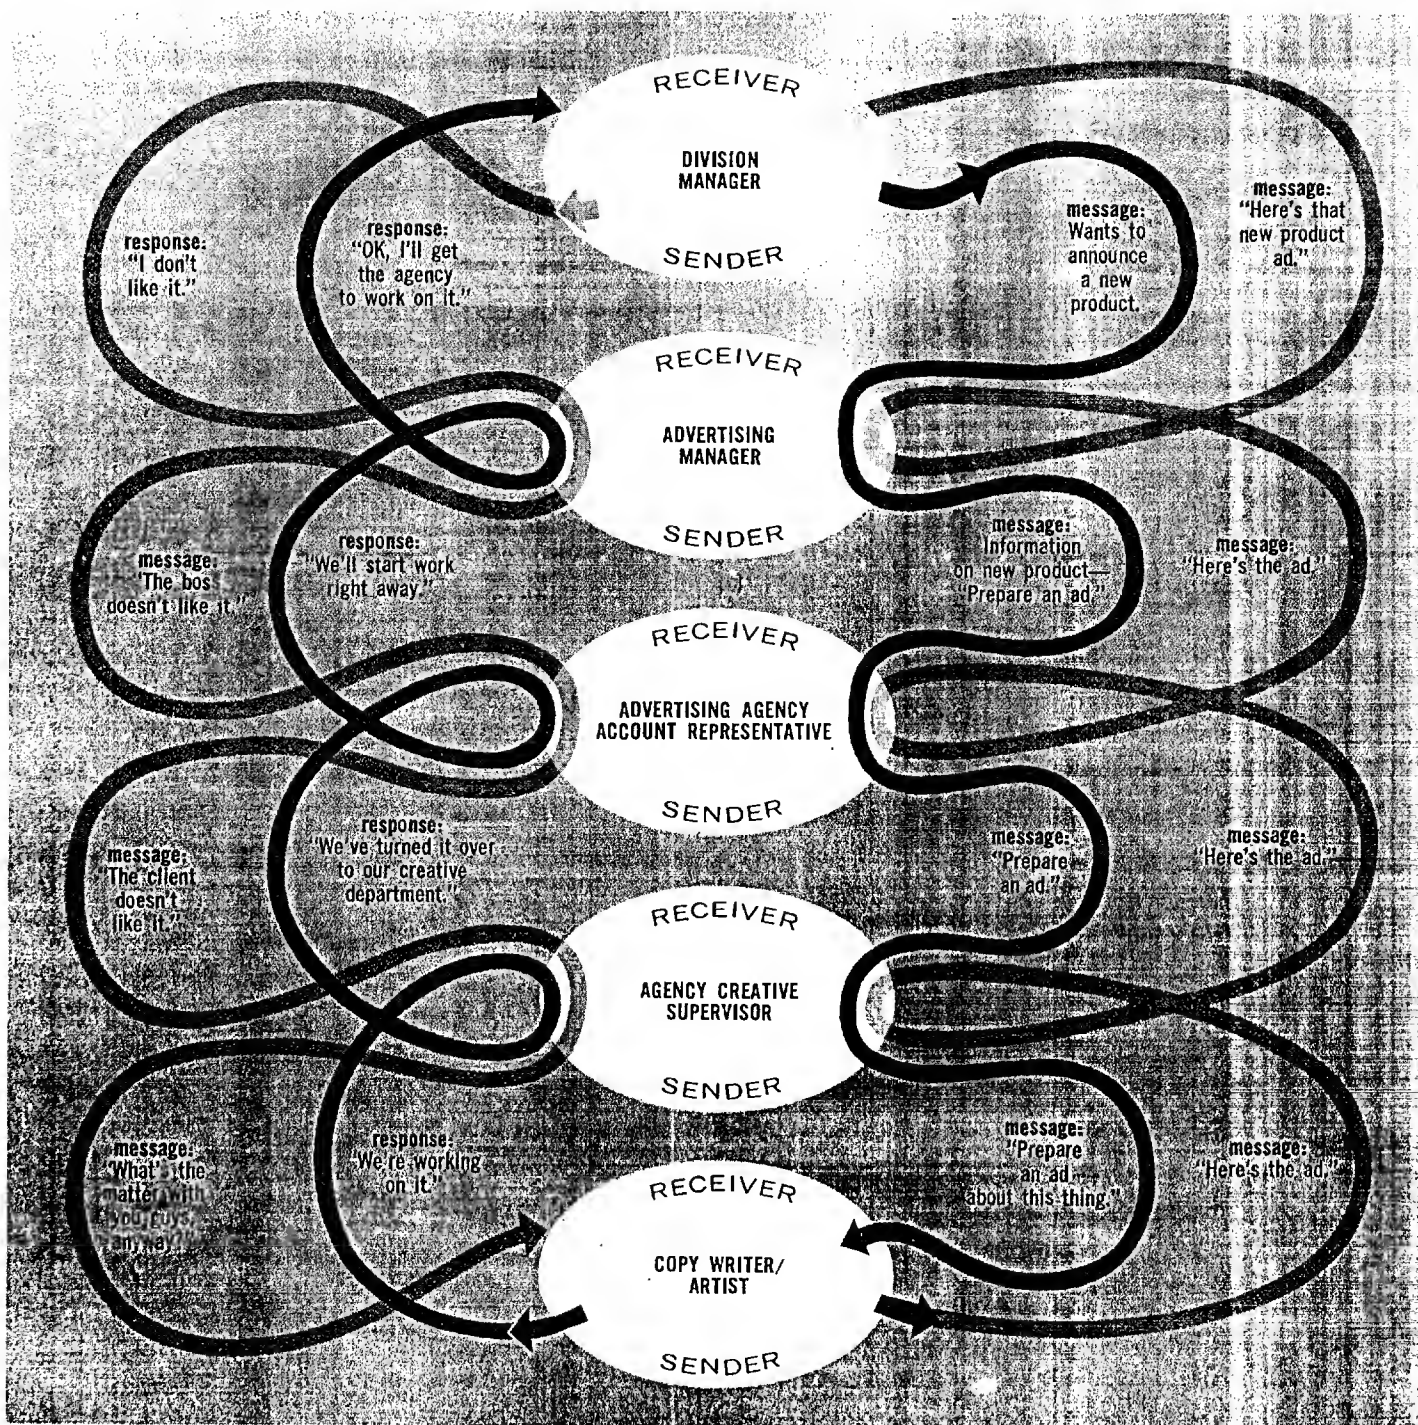 RECEIVER
DIVISION
MANAGER
SENDER
response:
"I don't
like it."
response:
"OK, I'll get
the agency
to work on it."
message:
Wants to
announce
a new
product.
message:
"Here's that
new product
ad."
RECEIVER
ADVERTISING
MANAGER
SENDER
message:
'The bos
doesn't like it."
response:
"We'll start work
right away."
message:
Information
on new product—
"Prepare an ad."
message:
"Here's the ad."
RECEIVER
ADVERTISING AGENCY
ACCOUNT REPRESENTATIVE
SENDER
message:
"The client
doesn't
like it."
response:
"We've turned it over
to our creative
department."
message:
"Prepare
an ad."
message:
"Here's the ad."
RECEIVER
AGENCY CREATIVE
SUPERVISOR
SENDER
message:
"What's the
matter with
you guys,
anyway?"
response:
"We're working
on it."
message:
"Prepare
an ad
about this thing."
message:
"Here's the ad."
RECEIVER
COPY WRITER/
ARTIST
SENDER